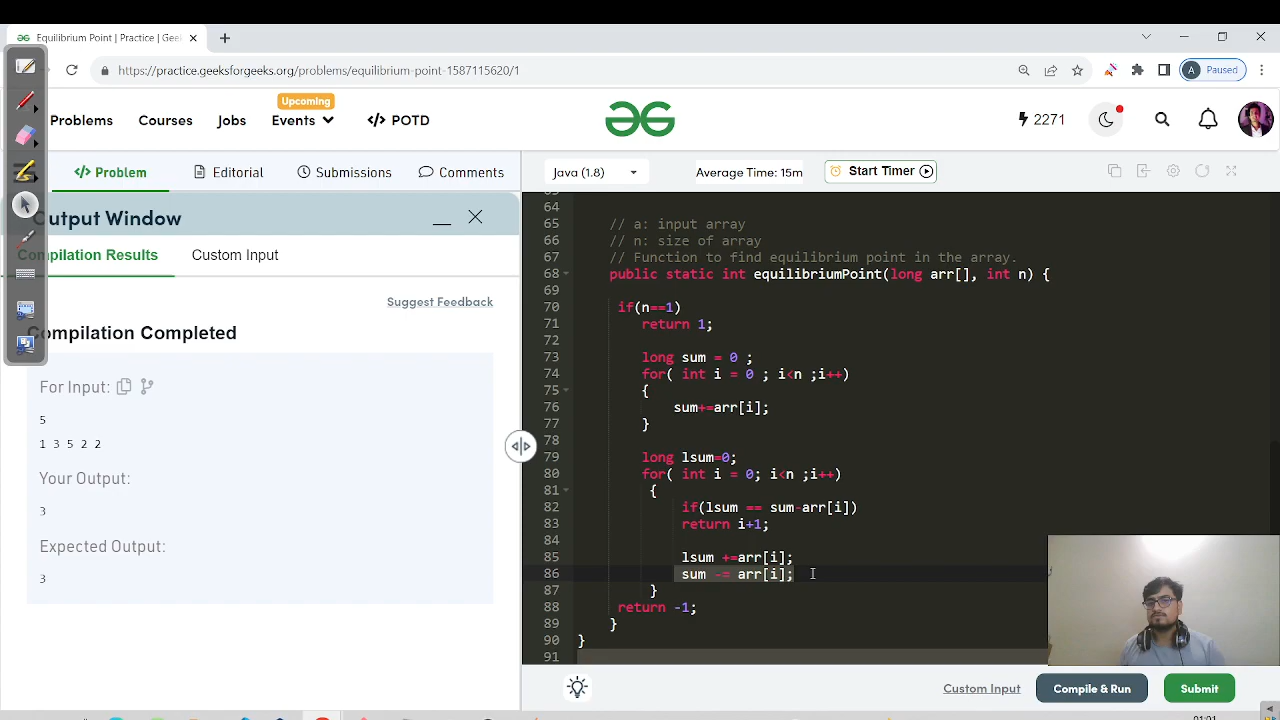 Equilibrium Point | Practice | Gee
https://practice.geeksforgeeks.org/problems/equilibrium-point-1587115620/1
A Paused
Upcoming
Problems Courses Jobs Events </> POTD
2271
</> Problem Editorial Submissions Comments
Java (1.8) Average Time: 15m Start Timer
Output Window
Compilation Results Custom Input
Suggest Feedback
Compilation Completed
For Input:
5
1 3 5 2 2
Your Output:
3
Expected Output:
3
64
65 // a: input array
66 // n: size of array
67 // Function to find equilibrium point in the array.
68 public static int equilibriumPoint(long arr[], int n) {
69
70 if(n==1)
71 return 1;
72
73 long sum = 0 ;
74 for( int i = 0 ; i<n ;i++)
75 {
76 sum+=arr[i];
77 }
78
79 long lsum=0;
80 for( int i = 0; i<n ;i++)
81 {
82 if(lsum == sum-arr[i])
83 return i+1;
84
85 lsum +=arr[i];
86 sum -= arr[i];
87 }
88 return -1;
89 }
90 }
91
Custom Input Compile & Run Submit